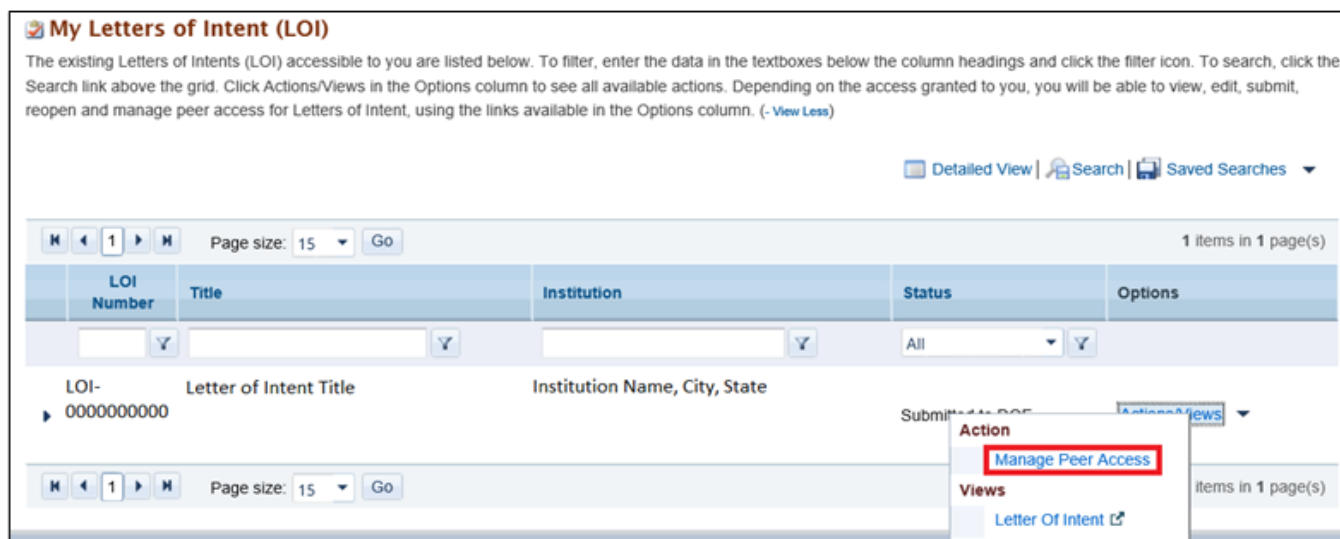 My Letters of Intent (LOI)
The existing Letters of Intents (LOI) accessible to you are listed below. To filter, enter the data in the textboxes below the column headings and click the filter icon. To search, click the
Search link above the grid. Click Actions/Views in the Options column to see all available actions. Depending on the access granted to you, you will be able to view, edit, submit,
reopen and manage peer access for Letters of Intent, using the links available in the Options column. (- View Less)
Detailed View | Search | Saved Searches
1 Page size: 15 Go 1 items in 1 page(s)
LOI Number Title Institution Status Options
All
LOI-
0000000000 Letter of Intent Title Institution Name, City, State
Actions/Views
Action
Manage Peer Access
Views
Letter Of Intent
1 Page size: 15 Go items in 1 page(s)